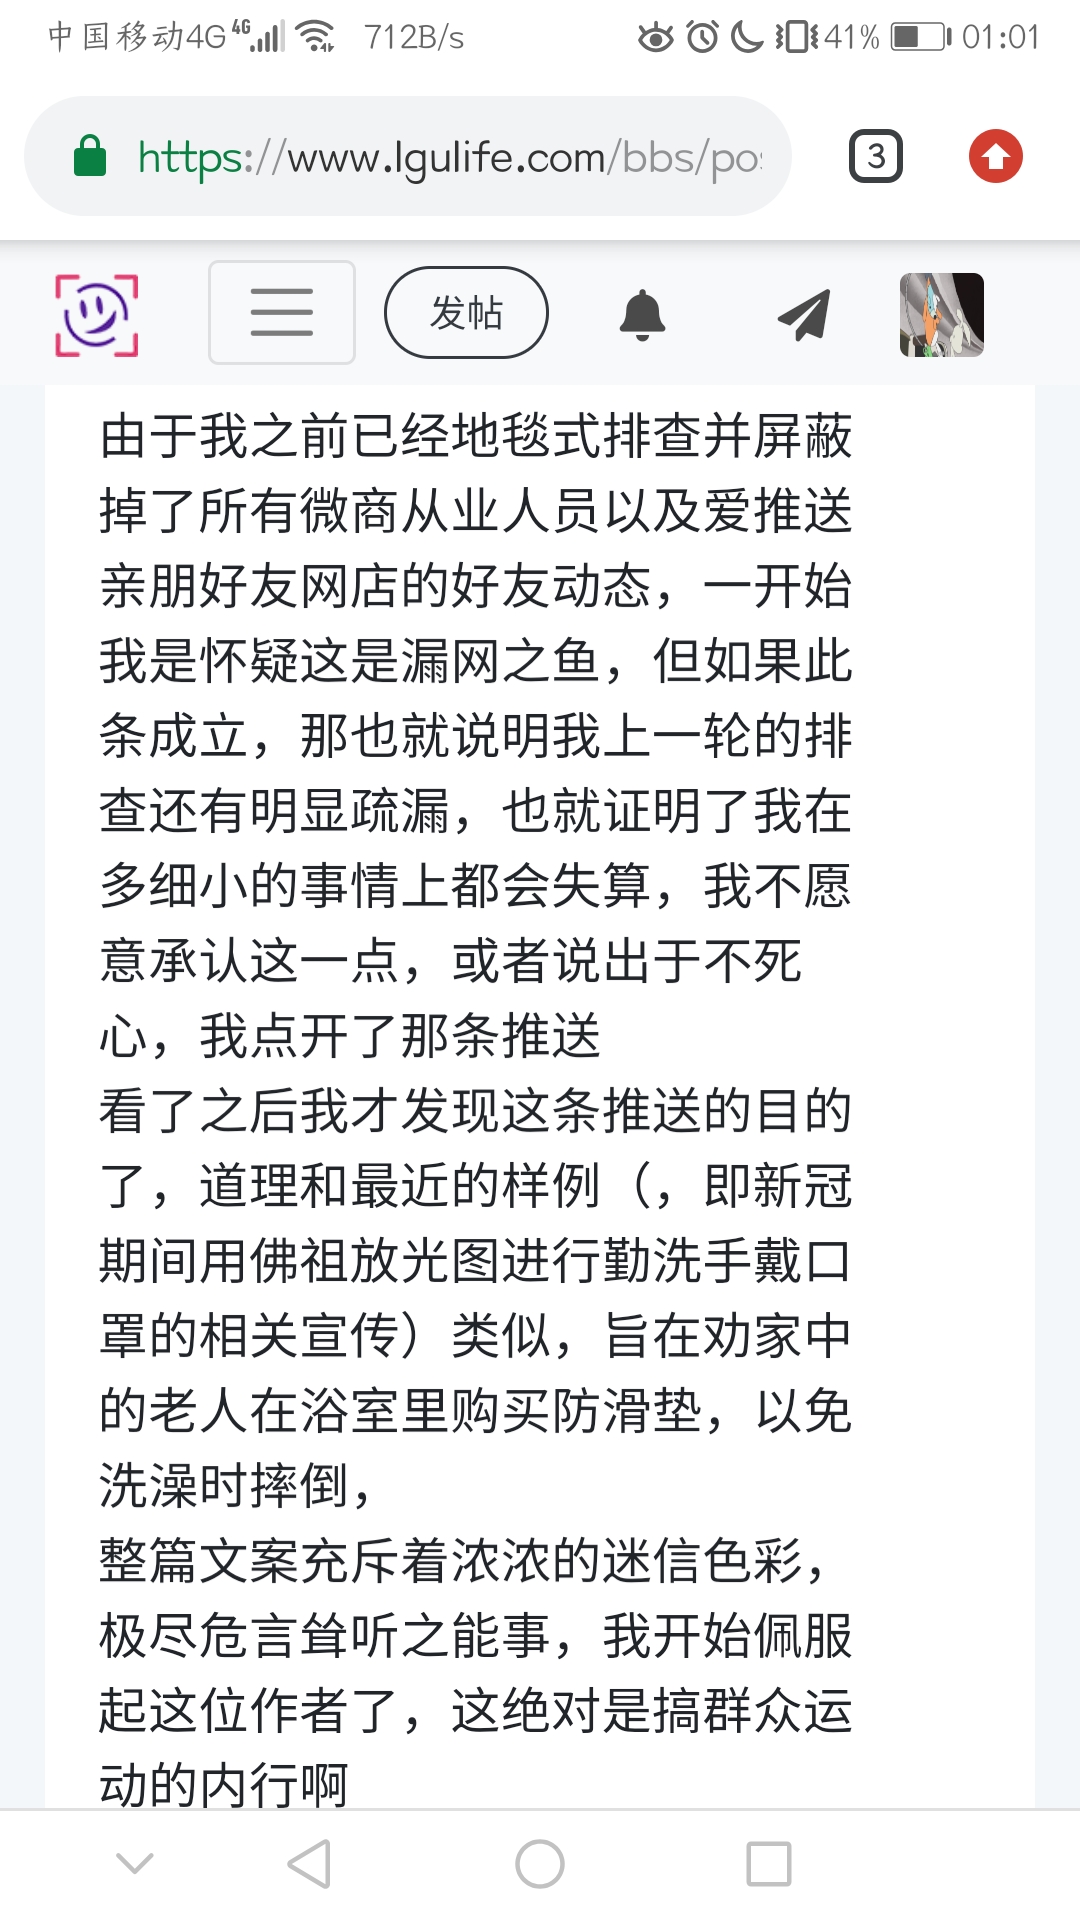 中国移动4G 4G 712B/s 41% 01:01
https://www.lgulife.com/bbs/po
3
发帖
由于我之前已经地毯式排查并屏蔽
掉了所有微商从业人员以及爱推送
亲朋好友网店的好友动态，一开始
我是怀疑这是漏网之鱼，但如果此
条成立，那也就说明我上一轮的排
查还有明显疏漏，也就证明了我在
多细小的事情上都会失算，我不愿
意承认这一点，或者说出于不死
心，我点开了那条推送
看了之后我才发现这条推送的目的
了，道理和最近的样例（，即新冠
期间用佛祖放光图进行勤洗手戴口
罩的相关宣传）类似，旨在劝家中
的老人在浴室里购买防滑垫，以免
洗澡时摔倒，
整篇文案充斥着浓浓的迷信色彩，
极尽危言耸听之能事，我开始佩服
起这位作者了，这绝对是搞群众运
动的内行啊